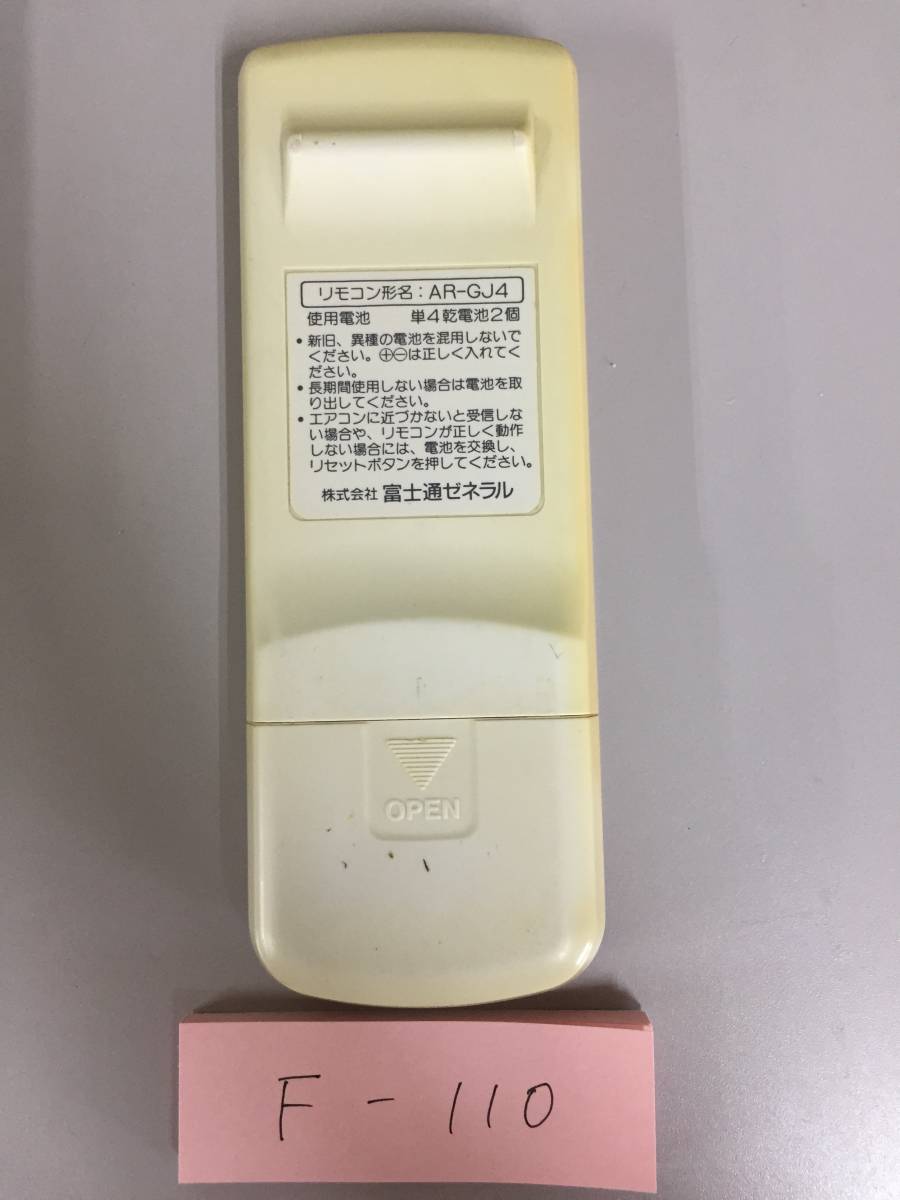 リモコン形名：AR-GJ4
使用電池　単4乾電池2個
• 新旧、異種の電池を混用しないで
ください。⊕⊖は正しく入れてく
ださい。
• 長期間使用しない場合は電池を取
り出してください。
• エアコンに近づかないと受信しな
い場合や、リモコンが正しく動作
しない場合には、電池を交換し、
リセットボタンを押してください。
株式会社 富士通ゼネラル
OPEN
F-110